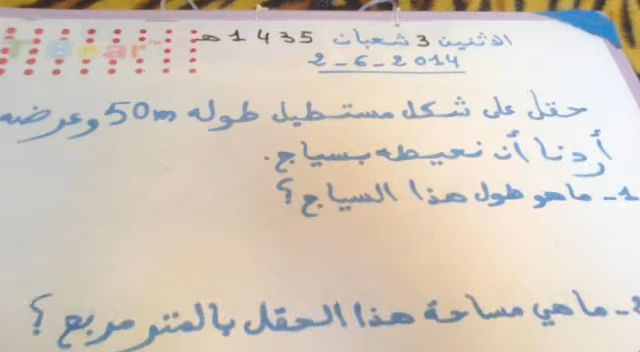 الاثنين 3 شعبان 1435 هـ
2-6-2014
حقل على شكل مستطيل طوله 50m وعرضه
أردنا أن نحيطه بسياج.
1- ماهو طول هذا السياج؟
- ماهي مساحة هذا الحقل بالمتر مربع؟